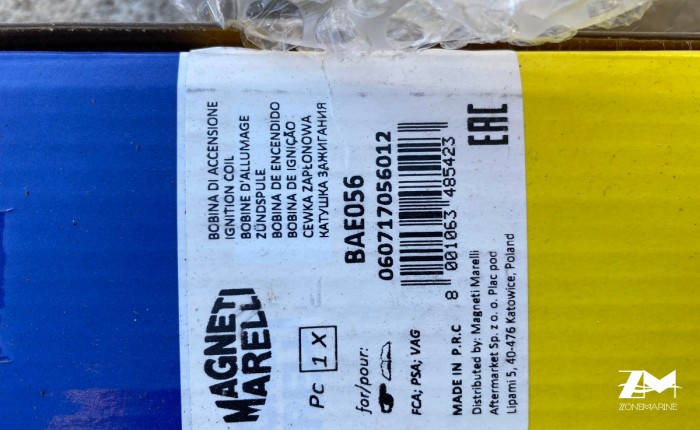 BOBINA DI ACCENSIONE
IGNITION COIL
BOBINE D'ALLUMAGE
ZÜNDSPULE
BOBINA DE ENCENDIDO
BOBINA DE IGNIÇÃO
CEWKA ZAPŁONOWA
КАТУШКА ЗАЖИГАНИЯ
BAE056
060717056012
8 001063 485423
EAC
MAGNETI
MARELLI
Pc 1 X
for/pour:
FCA; PSA; VAG
MADE IN P.R.C
Distributed by: Magneti Marelli
Aftermarket Sp. z o. o. Plac pod
Lipami 5, 40-476 Katowice, Poland
ZM
ZONEMARINE